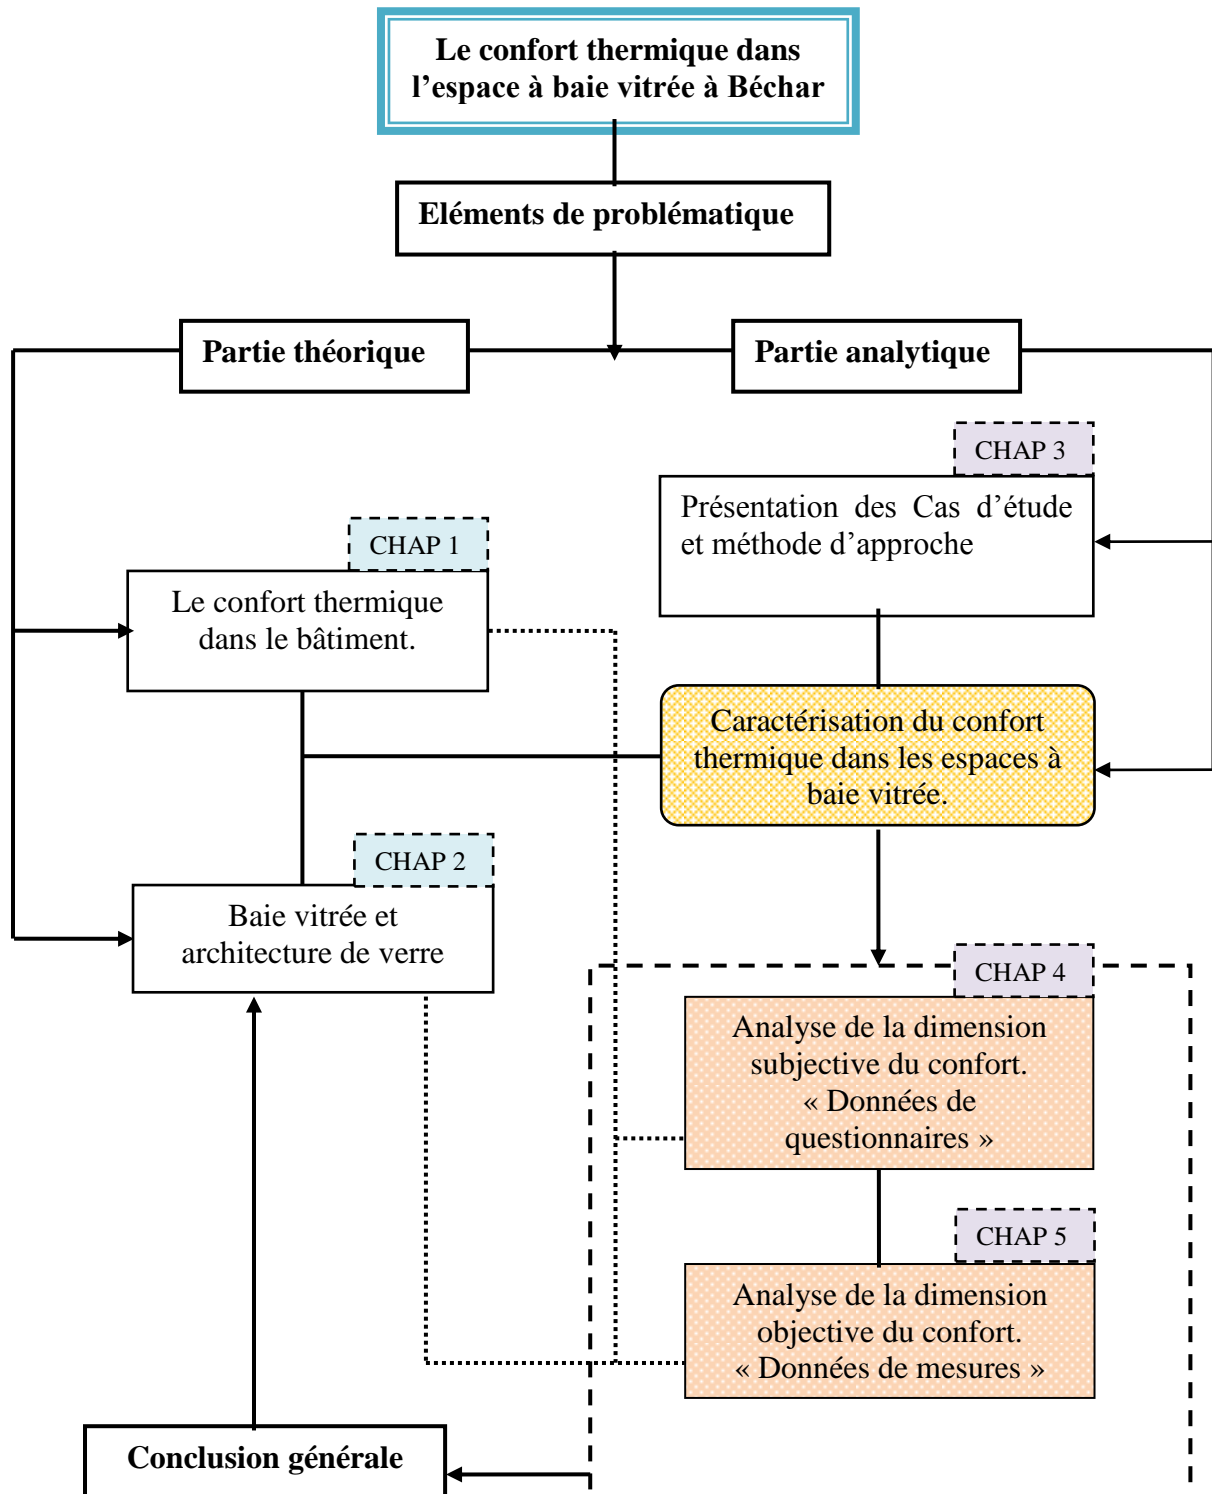 Le confort thermique dans
l’espace à baie vitrée à Béchar
Eléments de problématique
Partie théorique
Partie analytique
CHAP 3
Présentation des Cas d’étude
et méthode d’approche
CHAP 1
Le confort thermique
dans le bâtiment.
Caractérisation du confort
thermique dans les espaces à
baie vitrée.
CHAP 2
Baie vitrée et
architecture de verre
CHAP 4
Analyse de la dimension
subjective du confort.
« Données de
questionnaires »
CHAP 5
Analyse de la dimension
objective du confort.
« Données de mesures »
Conclusion générale